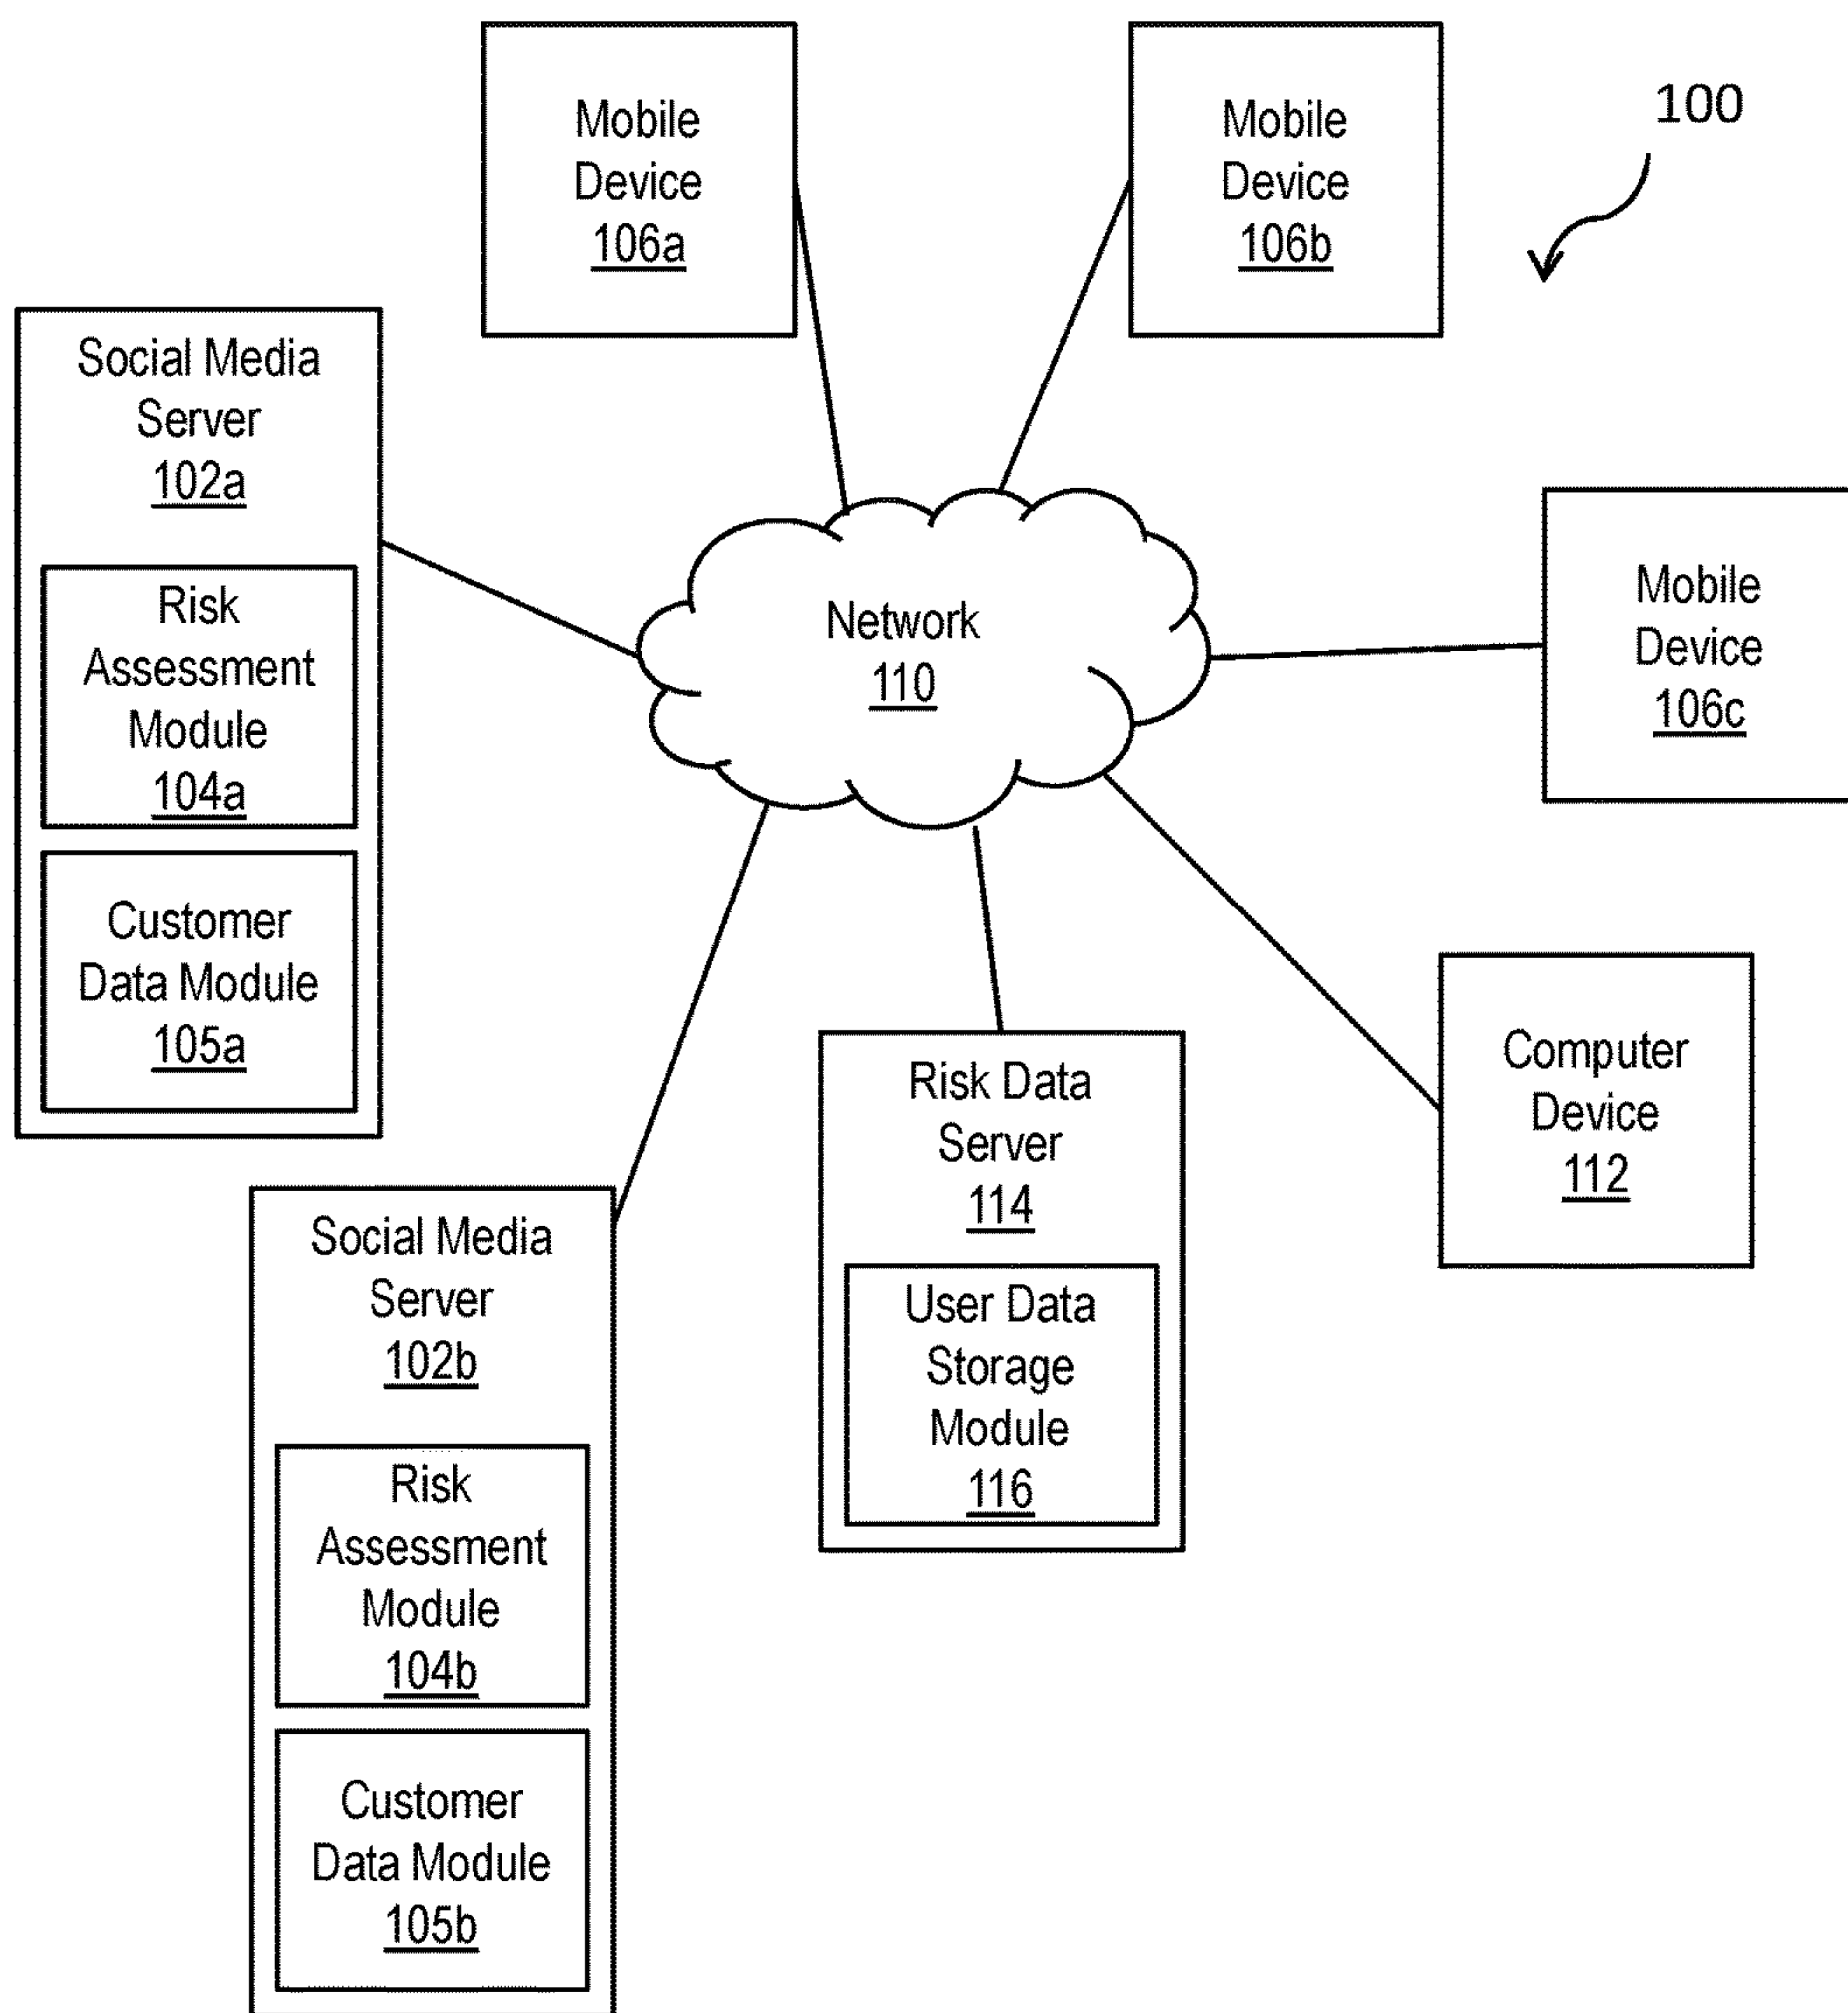 Mobile
Device
106a
Mobile
Device
106b
100
Social Media
Server
102a
Risk
Assessment
Module
104a
Customer
Data Module
105a
Network
110
Mobile
Device
106c
Computer
Device
112
Risk Data
Server
114
User Data
Storage
Module
116
Social Media
Server
102b
Risk
Assessment
Module
104b
Customer
Data Module
105b